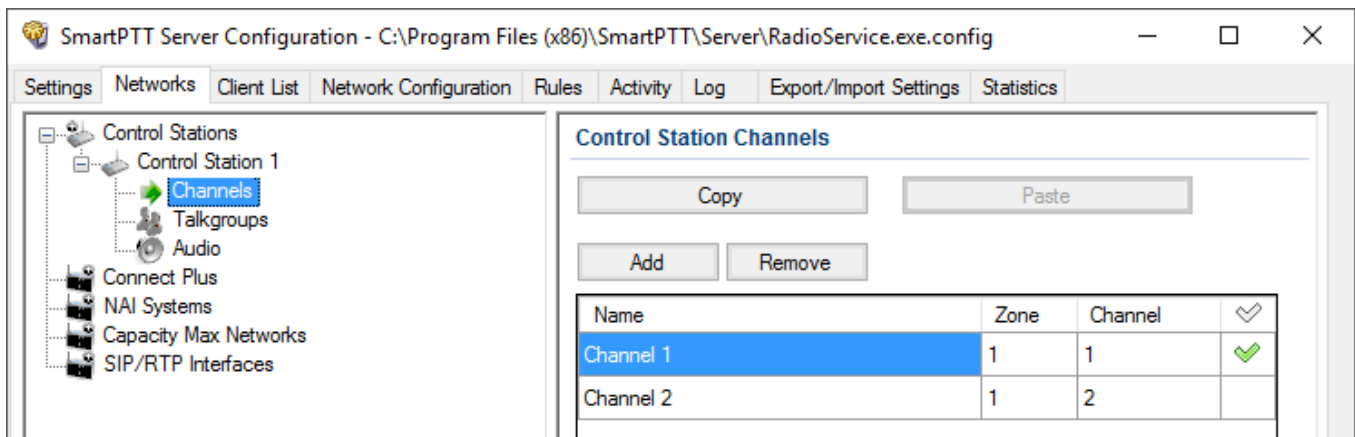 SmartPTT Server Configuration - C:\Program Files (x86)\SmartPTT\Server\RadioService.exe.config
Settings Networks Client List Network Configuration Rules Activity Log Export/Import Settings Statistics
Control Stations
Control Station 1
Channels
Talkgroups
Audio
Connect Plus
NAI Systems
Capacity Max Networks
SIP/RTP Interfaces
Control Station Channels
Copy Paste
Add Remove
Name Zone Channel
Channel 1 1 1
Channel 2 1 2